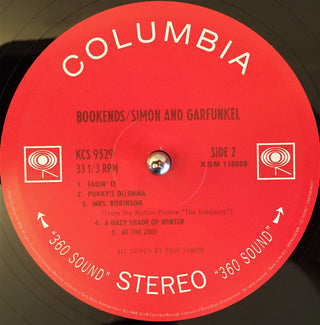 COLUMBIA
BOOKENDS/SIMON AND GARFUNKEL
KCS 9529
33 1/3 RPM
SIDE 2
XSM 118888
1. FAKIN' IT
2. PUNKY'S DILEMMA
3. MRS. ROBINSON
(From the Motion Picture "The Graduate")
4. A HAZY SHADE OF WINTER
5. AT THE ZOO
ALL SONGS BY PAUL SIMON
"360 SOUND" STEREO "360 SOUND"